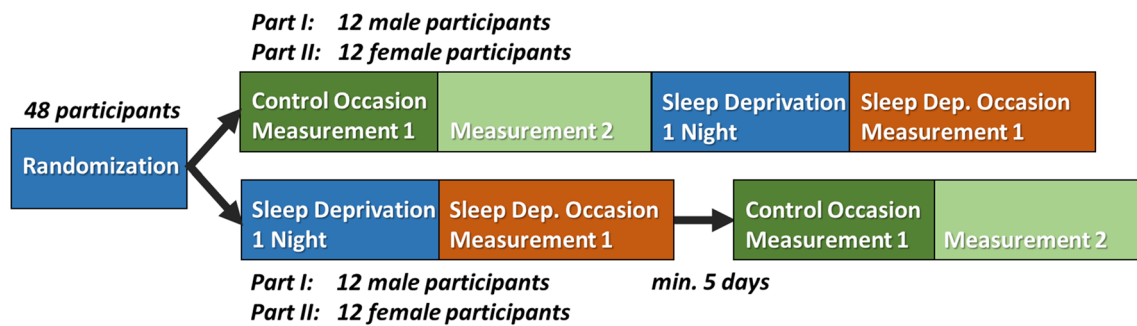 Part I: 12 male participants
Part II: 12 female participants
48 participants
Randomization
Control Occasion
Measurement 1
Measurement 2
Sleep Deprivation
1 Night
Sleep Dep. Occasion
Measurement 1
Sleep Deprivation
1 Night
Sleep Dep. Occasion
Measurement 1
Control Occasion
Measurement 1
Measurement 2
Part I: 12 male participants
Part II: 12 female participants
min. 5 days